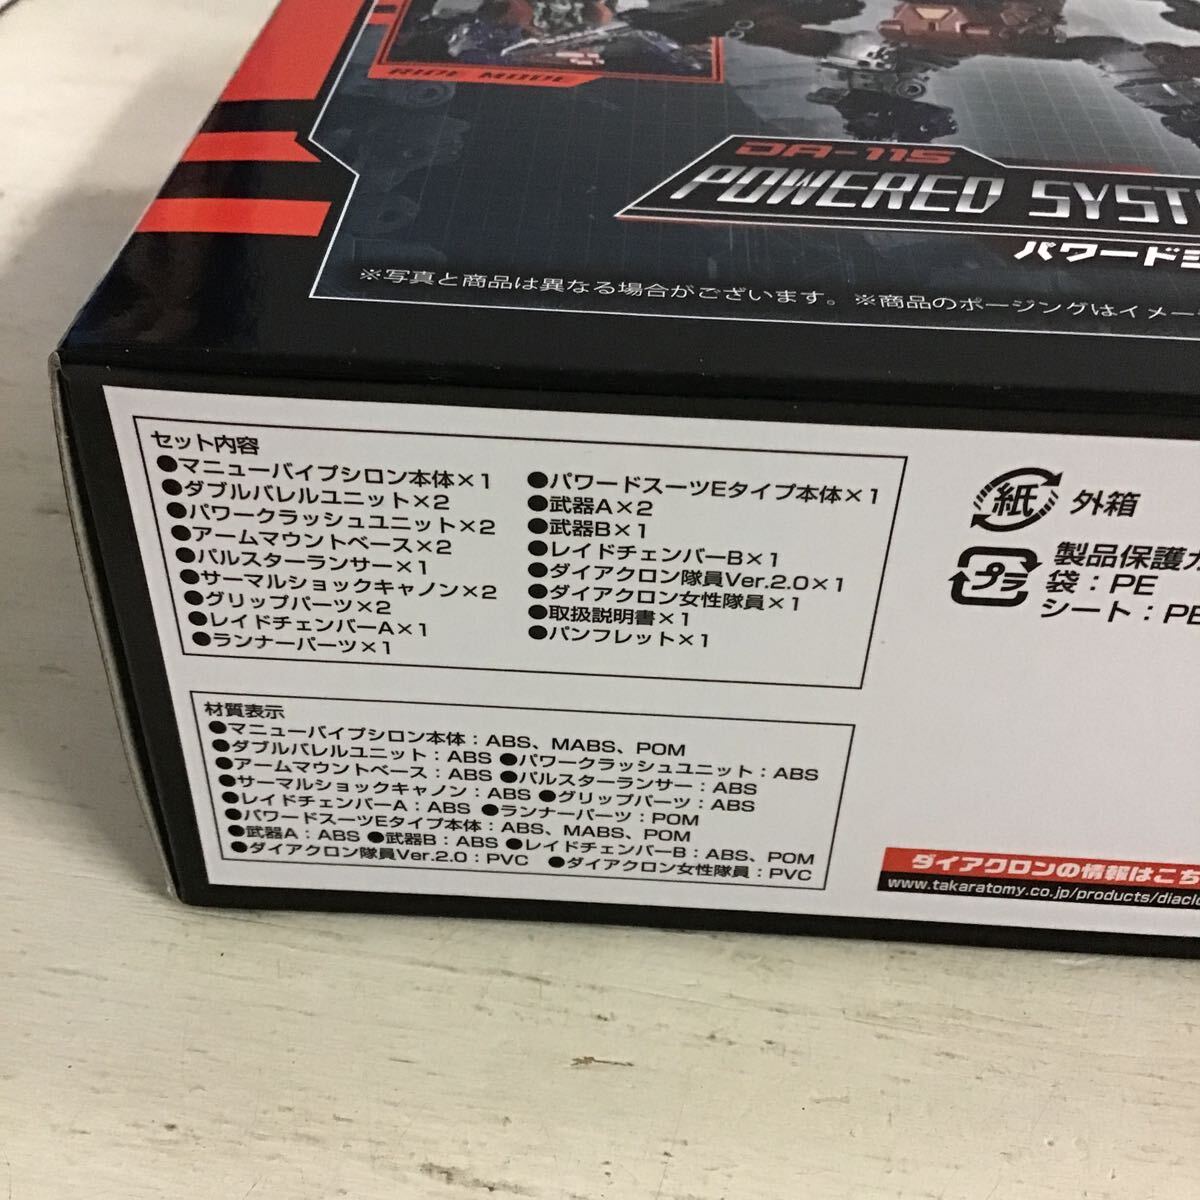 RIDE MODE
DA-115
POWERED SYST
パワードシ
※写真と商品は異なる場合がございます。※商品のポージングはイメー
セット内容
●マニューバイプシロン本体×1
●ダブルバレルユニット×2
●パワークラッシュユニット×2
●アームマウントベース×2
●パルスターランサー×1
●サーマルショックキャノン×2
●グリップパーツ×2
●レイドチェンバーA×1
●ランナーパーツ×1
●パワードスーツEタイプ本体×1
●武器A×2
●武器B×1
●レイドチェンバーB×1
●ダイアクロン隊員Ver.2.0×1
●ダイアクロン女性隊員×1
●取扱説明書×1
●パンフレット×1
材質表示
●マニューバイプシロン本体：ABS、MABS、POM
●ダブルバレルユニット：ABS ●パワークラッシュユニット：ABS
●アームマウントベース：ABS ●パルスターランサー：ABS
●サーマルショックキャノン：ABS ●グリップパーツ：ABS
●レイドチェンバーA：ABS ●ランナーパーツ：POM
●パワードスーツEタイプ本体：ABS、MABS、POM
●武器A：ABS ●武器B：ABS ●レイドチェンバーB：ABS、POM
●ダイアクロン隊員Ver.2.0：PVC ●ダイアクロン女性隊員：PVC
紙 外箱
プラ 製品保護
袋：PE
シート：PE
ダイアクロンの情報はこち
www.takaratomy.co.jp/products/diaclo